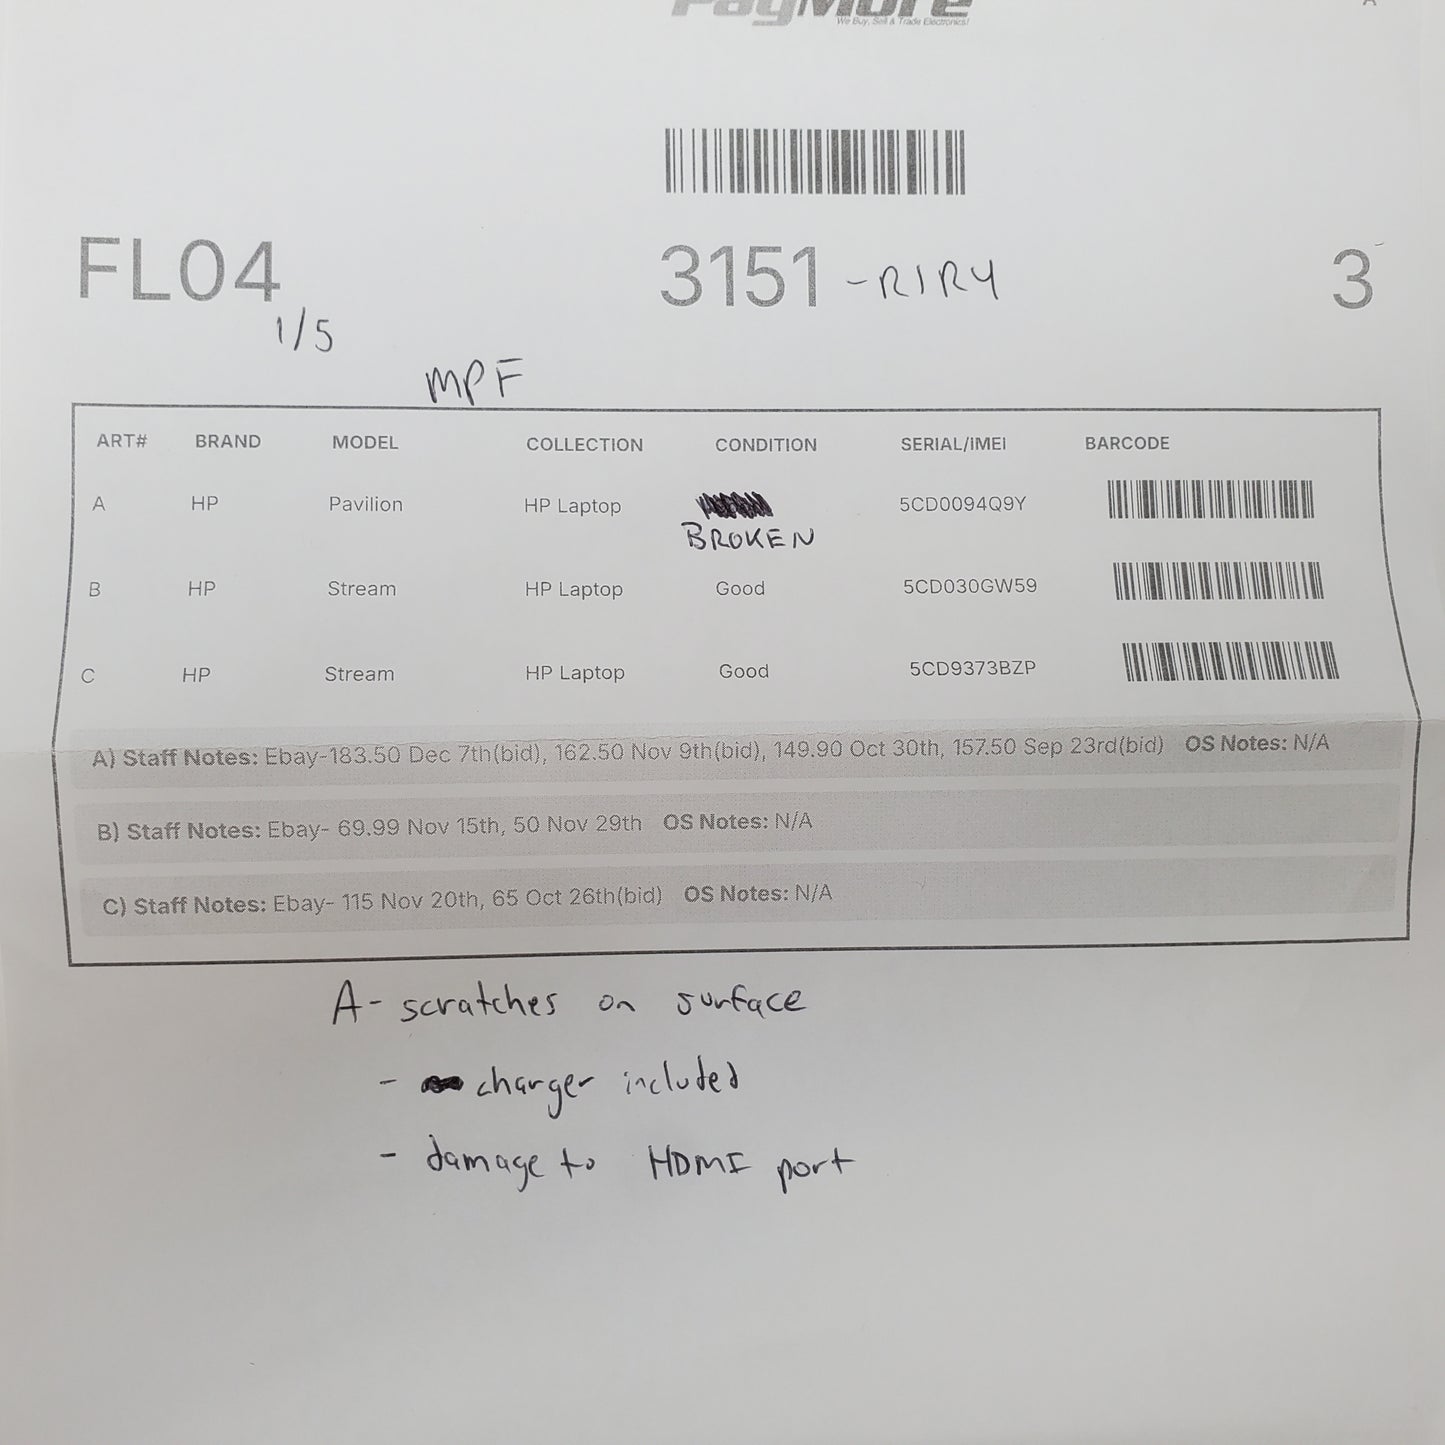 PayMore
We Buy, Sell & Trade Electronics!
A
FL04 3151 -R1R4 3
1/5
MPF
ART# BRAND MODEL COLLECTION CONDITION SERIAL/IMEI BARCODE
A HP Pavilion HP Laptop BROKEN 5CD0094Q9Y
B HP Stream HP Laptop Good 5CD030GW59
C HP Stream HP Laptop Good 5CD9373BZP
A) Staff Notes: Ebay-183.50 Dec 7th(bid), 162.50 Nov 9th(bid), 149.90 Oct 30th, 157.50 Sep 23rd(bid) OS Notes: N/A
B) Staff Notes: Ebay- 69.99 Nov 15th, 50 Nov 29th OS Notes: N/A
C) Staff Notes: Ebay- 115 Nov 20th, 65 Oct 26th(bid) OS Notes: N/A
A- scratches on surface
- charger included
- damage to HDMI port